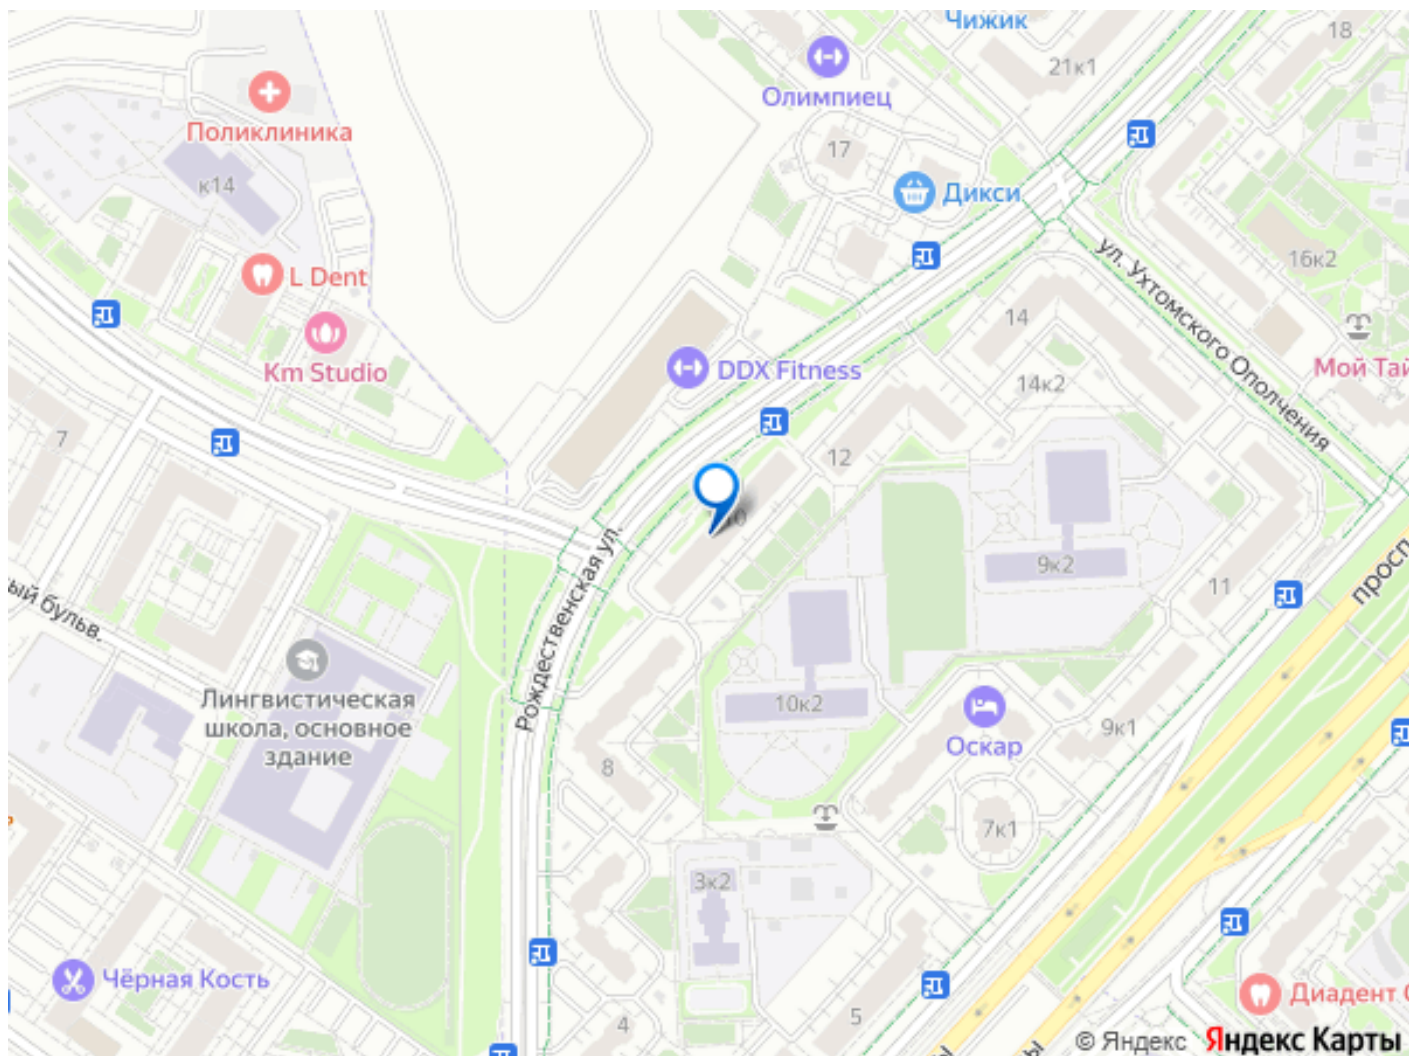 Чижик
18
21к1
Олимпиец
Поликлиника
17
к14
Дикси
ул. Ухтомского Ополчения
16к2
L Dent
14
Km Studio
DDX Fitness
14к2
Мой Тай
7
12
10
9к2
просп
11
ый бульв.
Рождественская ул.
Лингвистическая
школа, основное
здание
10к2
Оскар
9к1
8
7к1
3к2
Чёрная Кость
Диадент С
4
5
ы
ы
© Яндекс Яндекс Карты